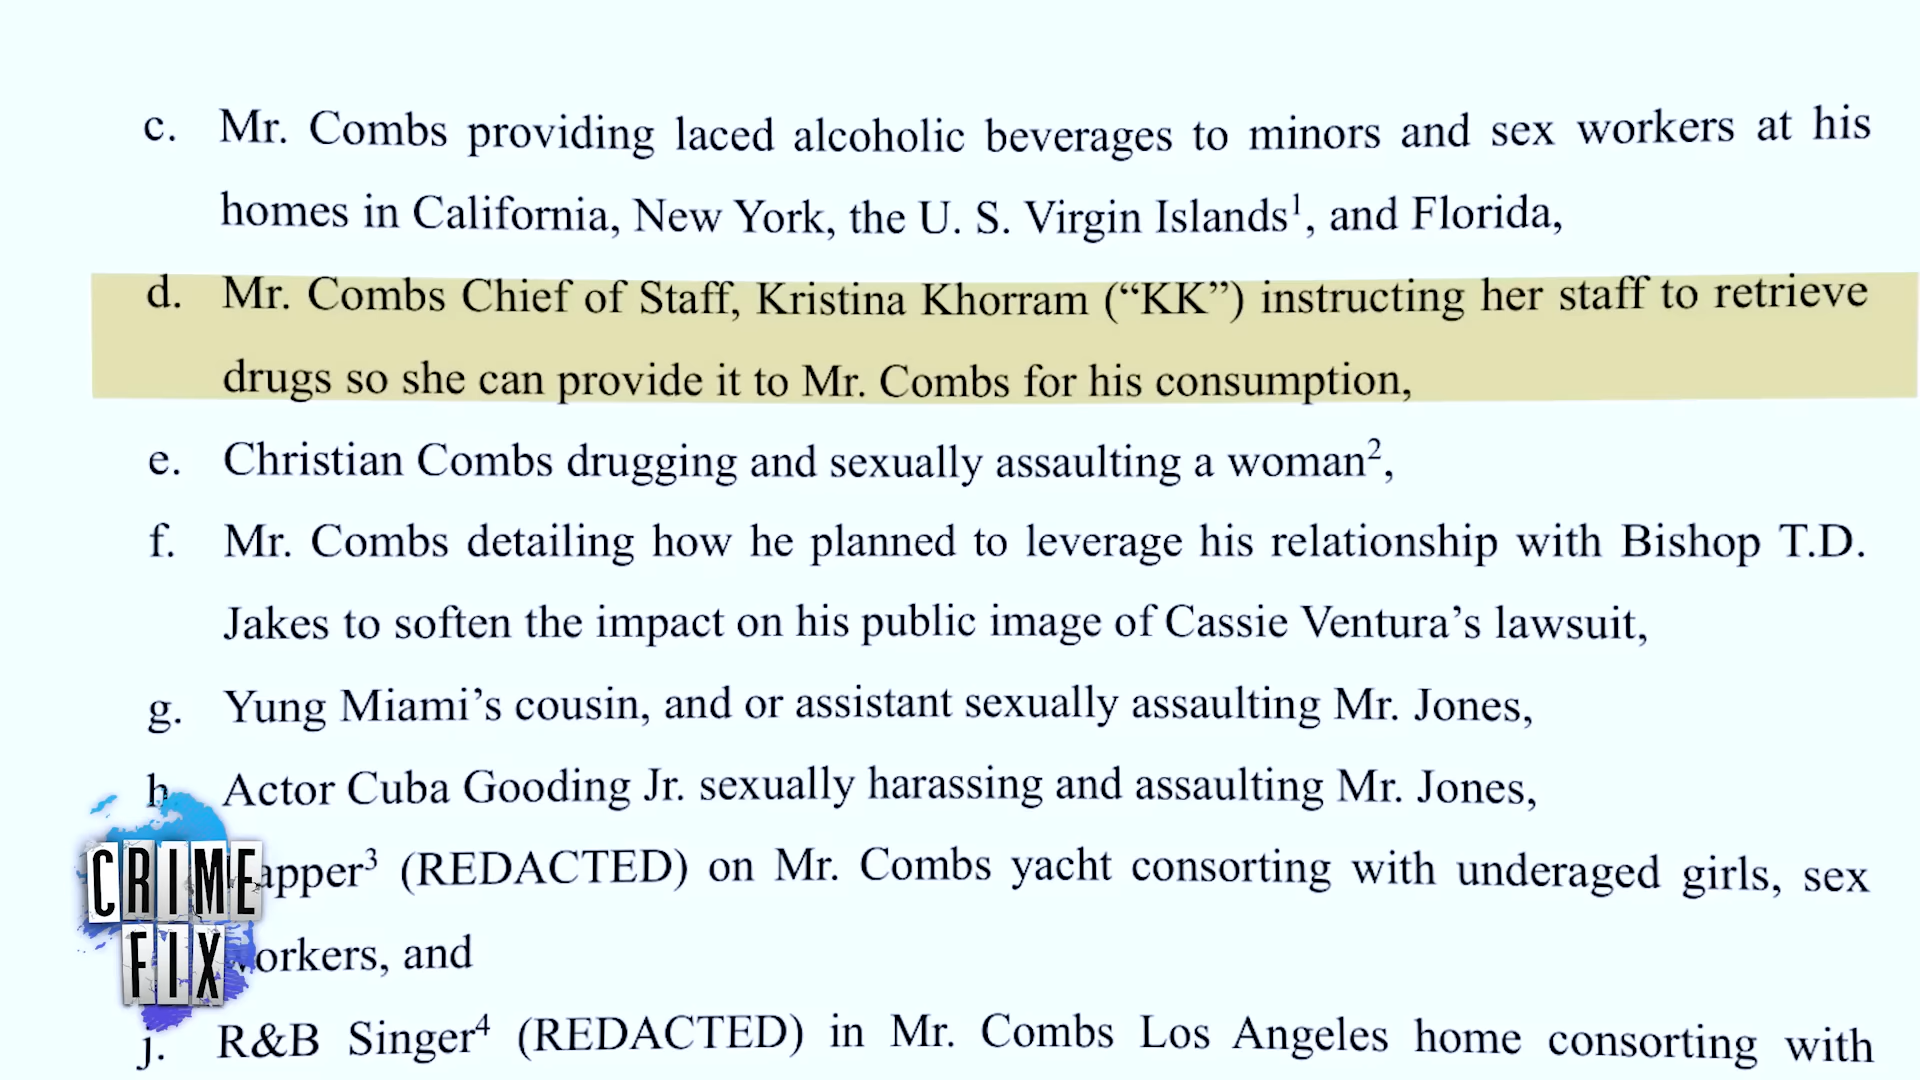 c. Mr. Combs providing laced alcoholic beverages to minors and sex workers at his
homes in California, New York, the U. S. Virgin Islands¹, and Florida,
d. Mr. Combs Chief of Staff, Kristina Khorram (“KK”) instructing her staff to retrieve
drugs so she can provide it to Mr. Combs for his consumption,
e. Christian Combs drugging and sexually assaulting a woman²,
f. Mr. Combs detailing how he planned to leverage his relationship with Bishop T.D.
Jakes to soften the impact on his public image of Cassie Ventura’s lawsuit,
g. Yung Miami’s cousin, and or assistant sexually assaulting Mr. Jones,
h Actor Cuba Gooding Jr. sexually harassing and assaulting Mr. Jones,
apper³ (REDACTED) on Mr. Combs yacht consorting with underaged girls, sex
orkers, and
j. R&B Singer⁴ (REDACTED) in Mr. Combs Los Angeles home consorting with
CRIME
FIX